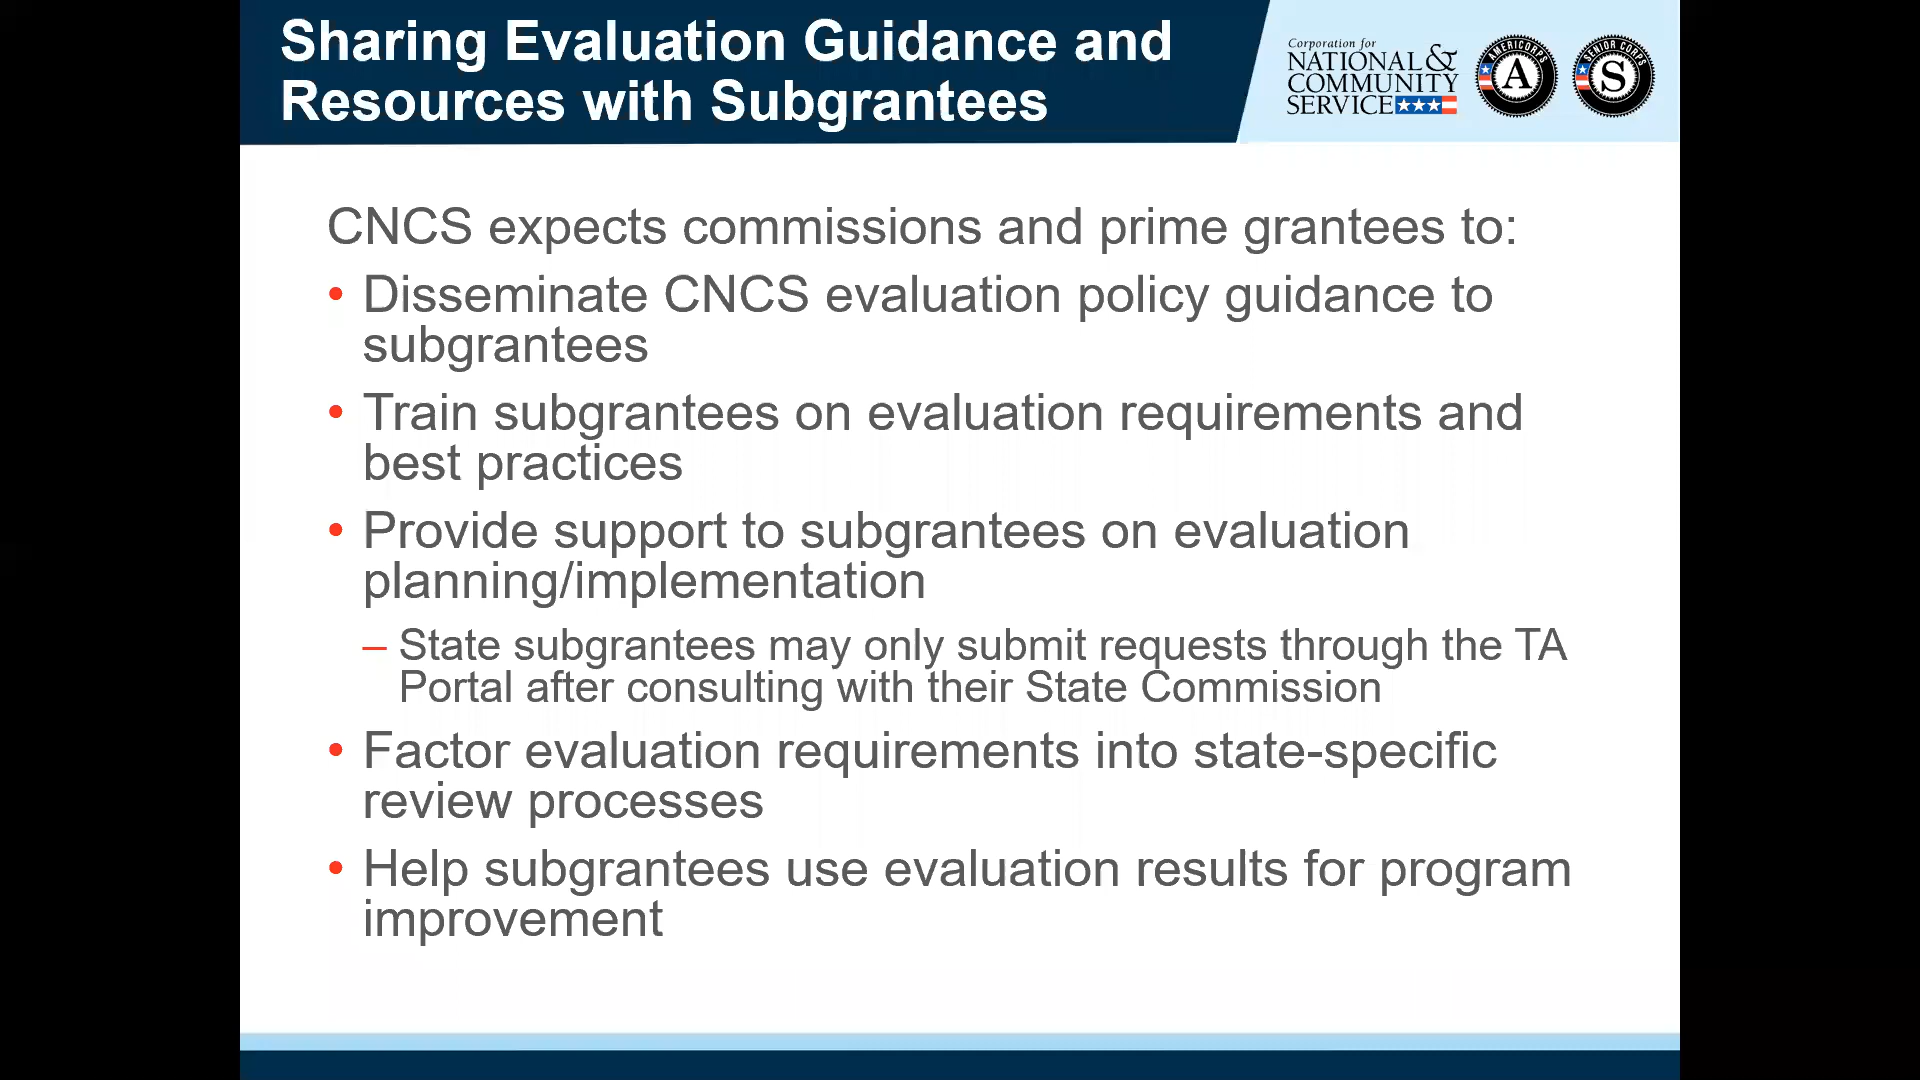 Sharing Evaluation Guidance and
Resources with Subgrantees
Corporation for
NATIONAL &
COMMUNITY
SERVICE
AMERICORPS
A
SENIOR CORPS
S
CNCS expects commissions and prime grantees to:
• Disseminate CNCS evaluation policy guidance to
subgrantees
• Train subgrantees on evaluation requirements and
best practices
• Provide support to subgrantees on evaluation
planning/implementation
– State subgrantees may only submit requests through the TA
Portal after consulting with their State Commission
• Factor evaluation requirements into state-specific
review processes
• Help subgrantees use evaluation results for program
improvement